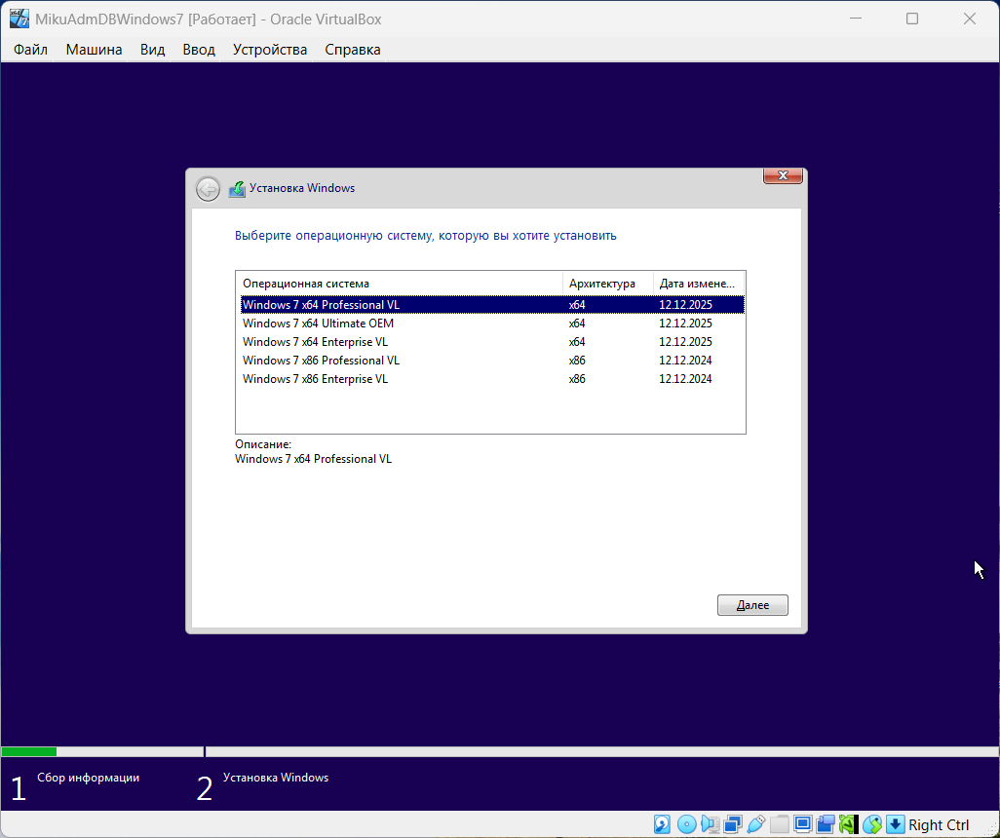 MikuAdmDBWindows7 [Работает] - Oracle VirtualBox
Файл Машина Вид Ввод Устройства Справка
Установка Windows
Выберите операционную систему, которую вы хотите установить
Операционная система Архитектура Дата измене...
Windows 7 x64 Professional VL x64 12.12.2025
Windows 7 x64 Ultimate OEM x64 12.12.2025
Windows 7 x64 Enterprise VL x64 12.12.2025
Windows 7 x86 Professional VL x86 12.12.2024
Windows 7 x86 Enterprise VL x86 12.12.2024
Описание:
Windows 7 x64 Professional VL
Далее
1 Сбор информации 2 Установка Windows
Right Ctrl